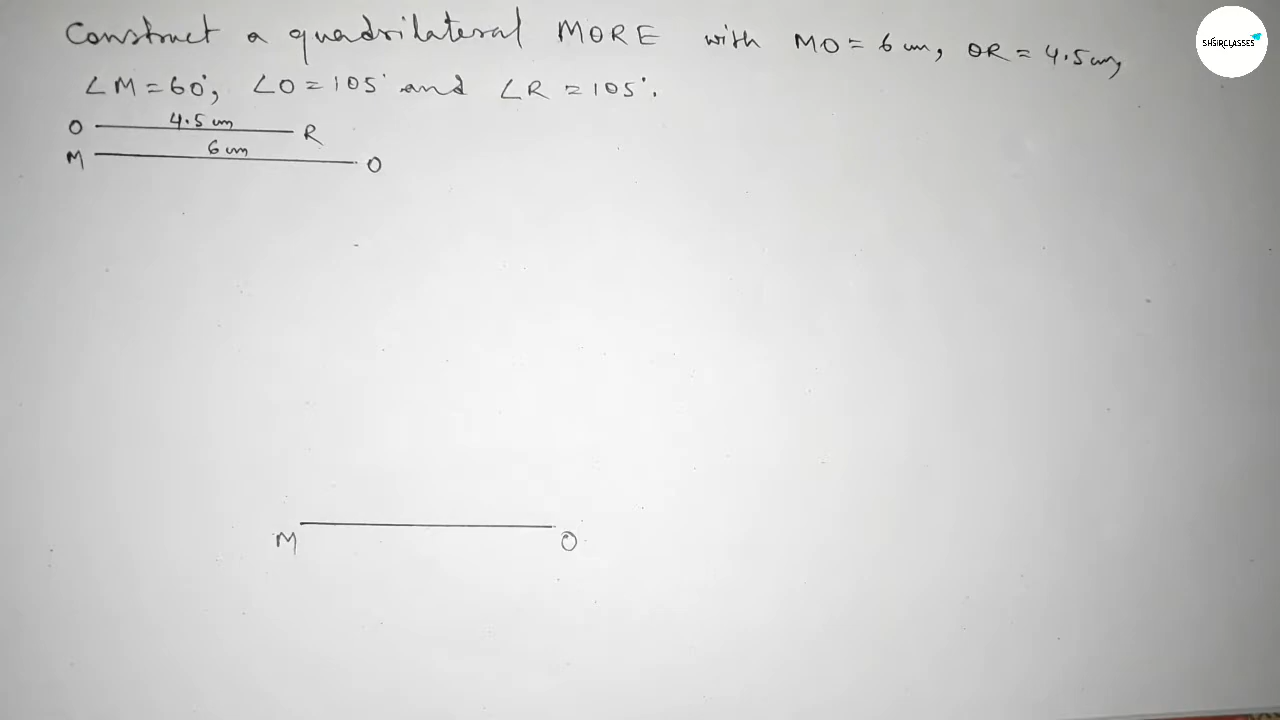 Construct a quadrilateral MORE with MO = 6 cm, OR = 4.5 cm,
∠M = 60°, ∠O = 105° and ∠R = 105°.
O 4.5 cm R
M 6 cm O
M O
SHSIRCLASSES